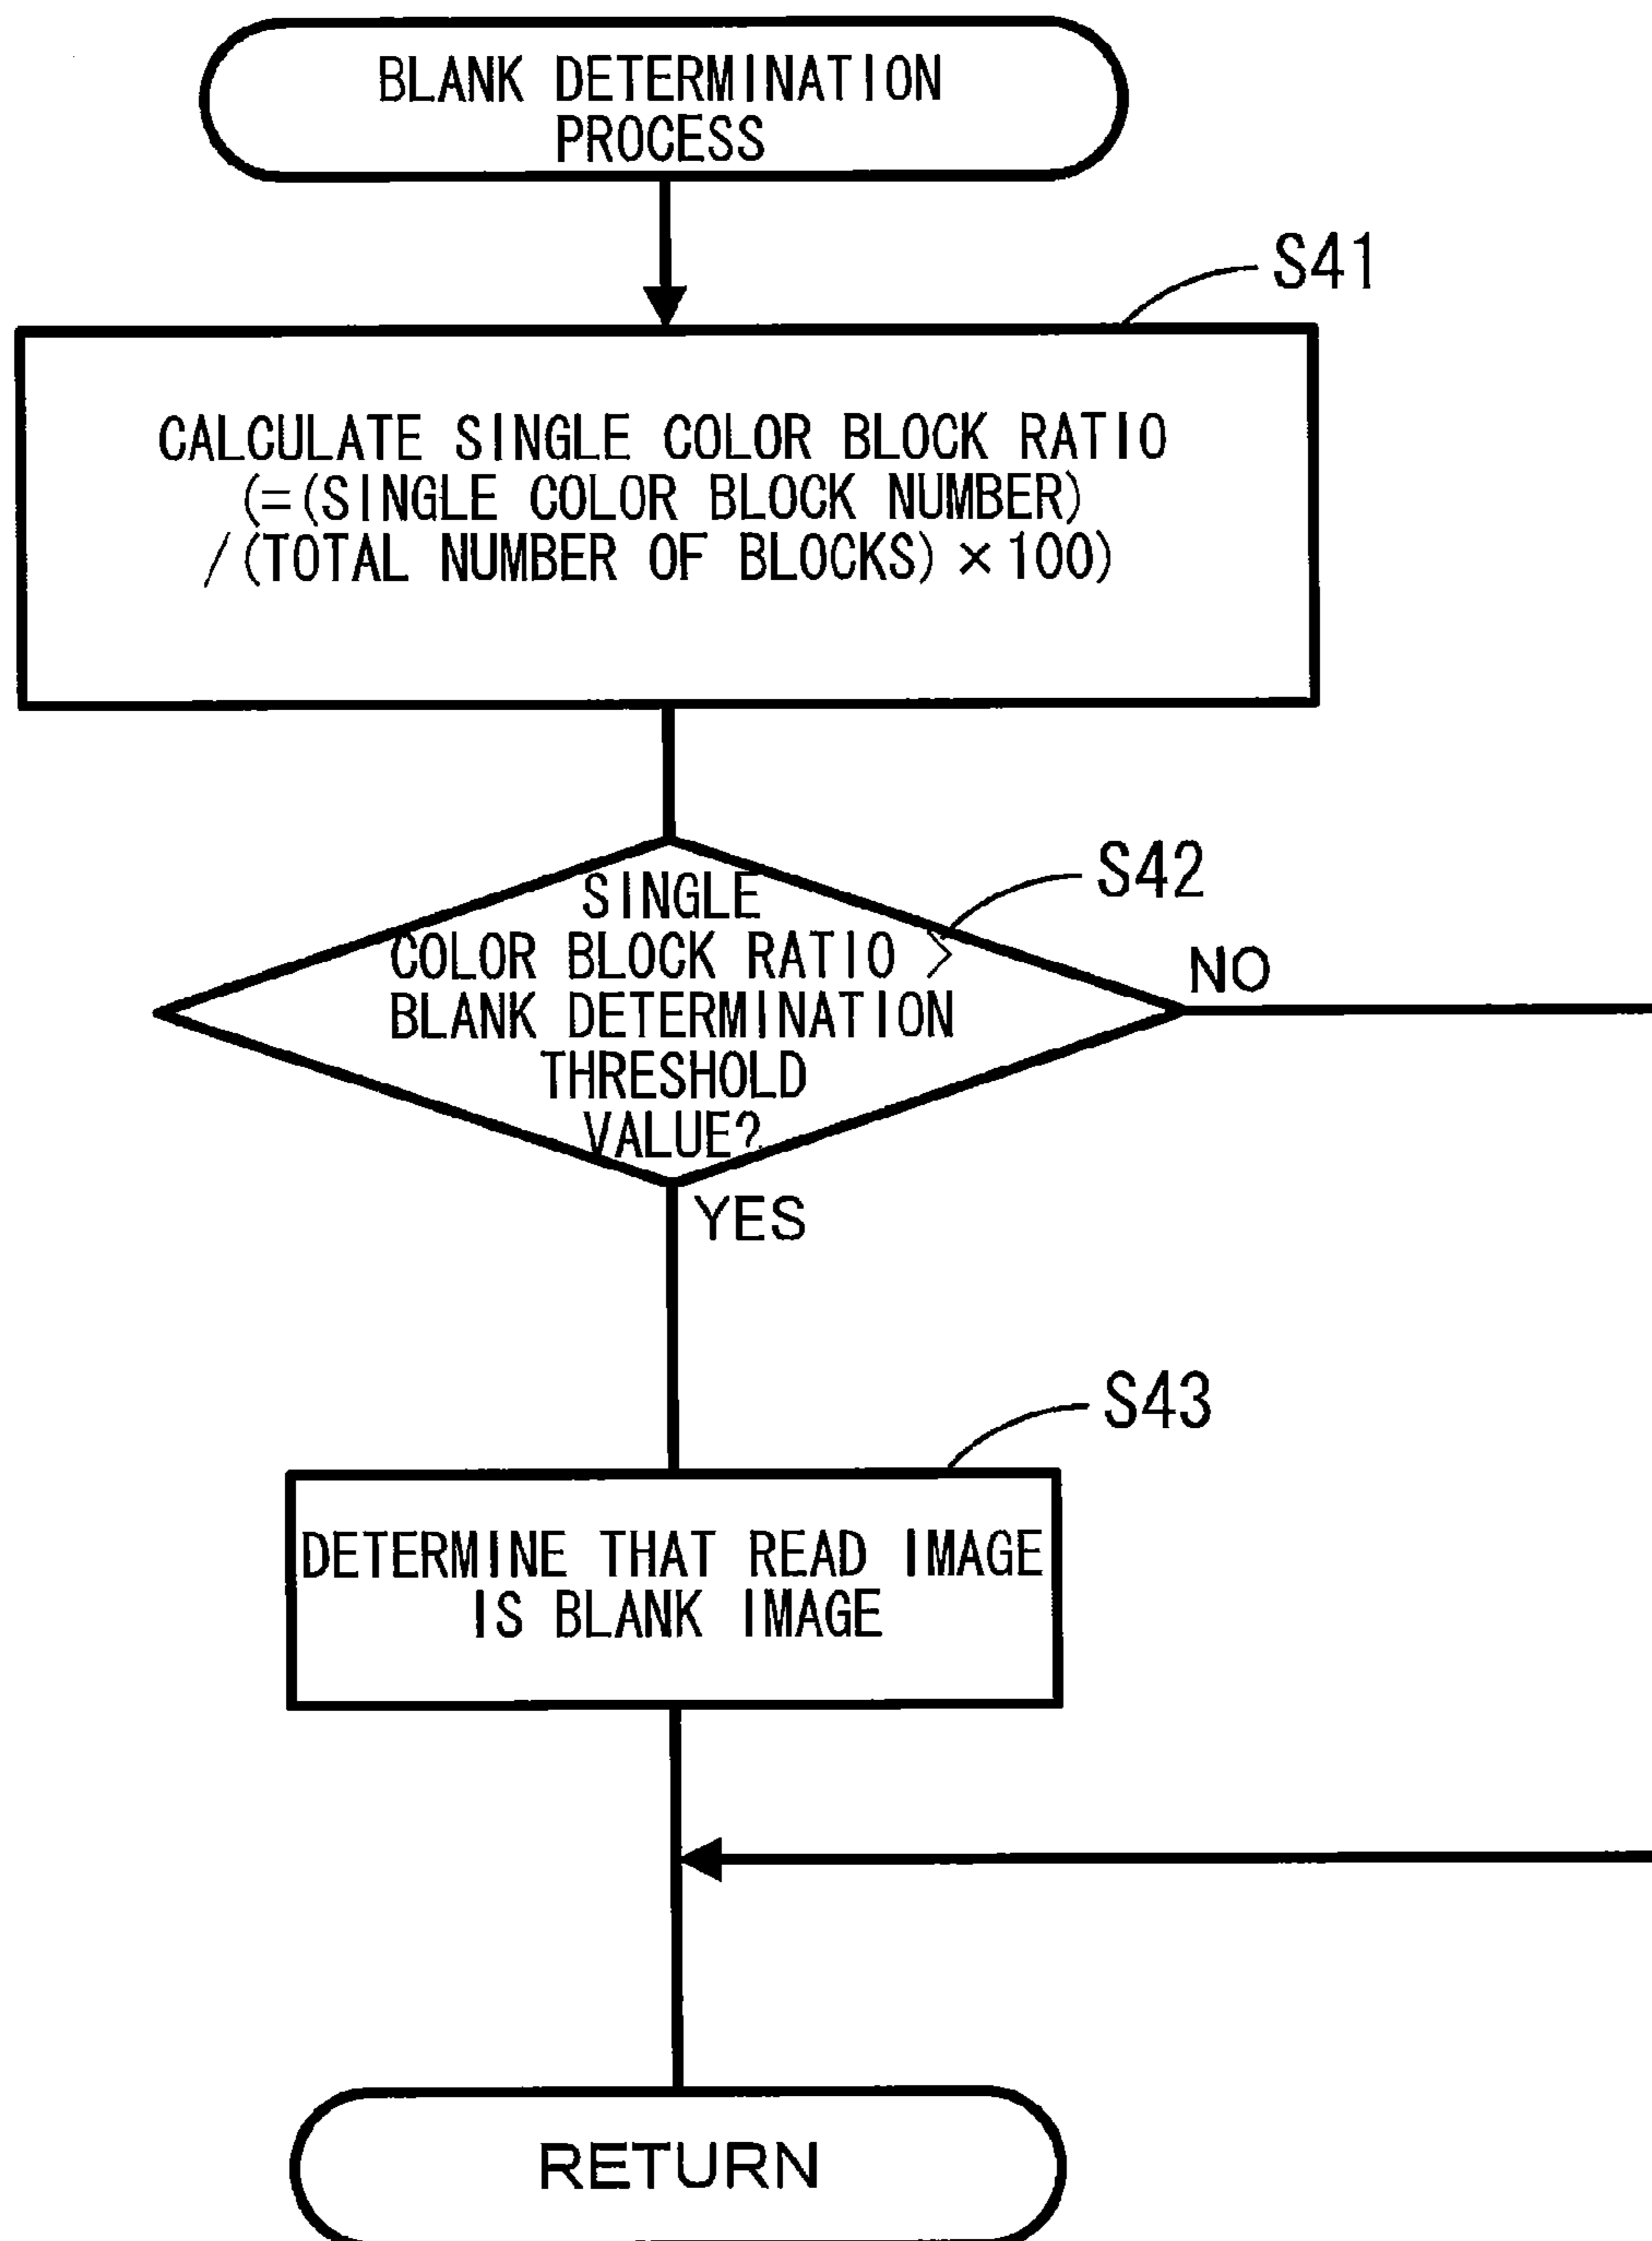 BLANK DETERMINATION
PROCESS
S41
CALCULATE SINGLE COLOR BLOCK RATIO
(=(SINGLE COLOR BLOCK NUMBER)
/(TOTAL NUMBER OF BLOCKS)×100)
S42
SINGLE
COLOR BLOCK RATIO >
BLANK DETERMINATION
THRESHOLD
VALUE?
NO
YES
S43
DETERMINE THAT READ IMAGE
IS BLANK IMAGE
RETURN